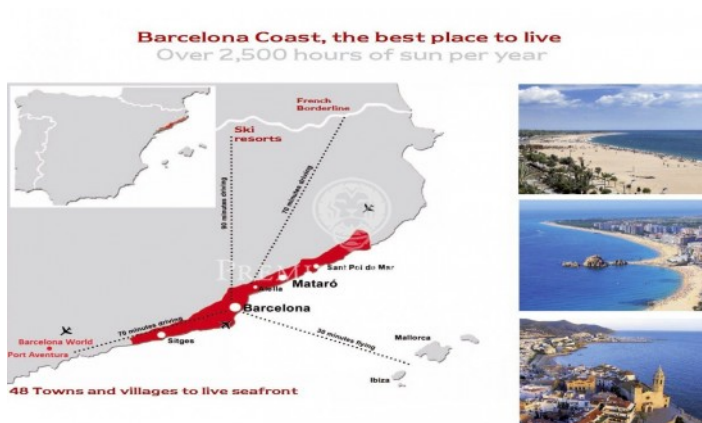 Barcelona Coast, the best place to live
Over 2,500 hours of sun per year
French
Borderline
Ski
resorts
90 minutes driving
70 minutes driving
Sant Pol de Mar
Mataró
Alella
PREMI
Barcelona
70 minutes driving
30 minutes flying
Barcelona World
Port Aventura
Sitges
Mallorca
Ibiza
48 Towns and villages to live seafront